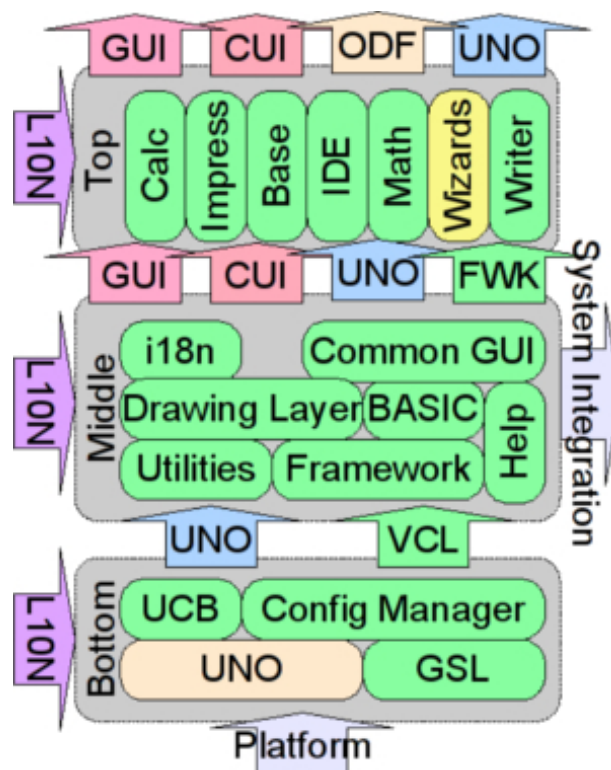 GUI CUI ODF UNO
L10N
Top
Calc
Impress
Base
IDE
Math
Wizards
Writer
GUI CUI UNO FWK
System Integration
L10N
Middle
i18n Common GUI
Drawing Layer BASIC
Utilities Framework
Help
UNO VCL
L10N
Bottom
UCB Config Manager
UNO GSL
Platform